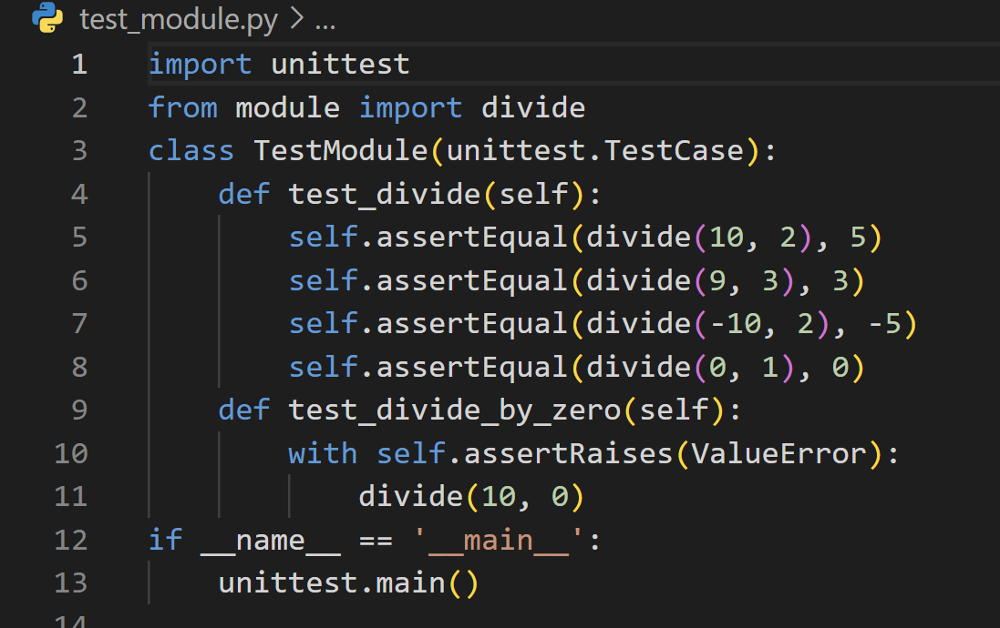 test_module.py > ...
1 import unittest
2 from module import divide
3 class TestModule(unittest.TestCase):
4     def test_divide(self):
5         self.assertEqual(divide(10, 2), 5)
6         self.assertEqual(divide(9, 3), 3)
7         self.assertEqual(divide(-10, 2), -5)
8         self.assertEqual(divide(0, 1), 0)
9     def test_divide_by_zero(self):
10         with self.assertRaises(ValueError):
11             divide(10, 0)
12 if __name__ == '__main__':
13     unittest.main()
14